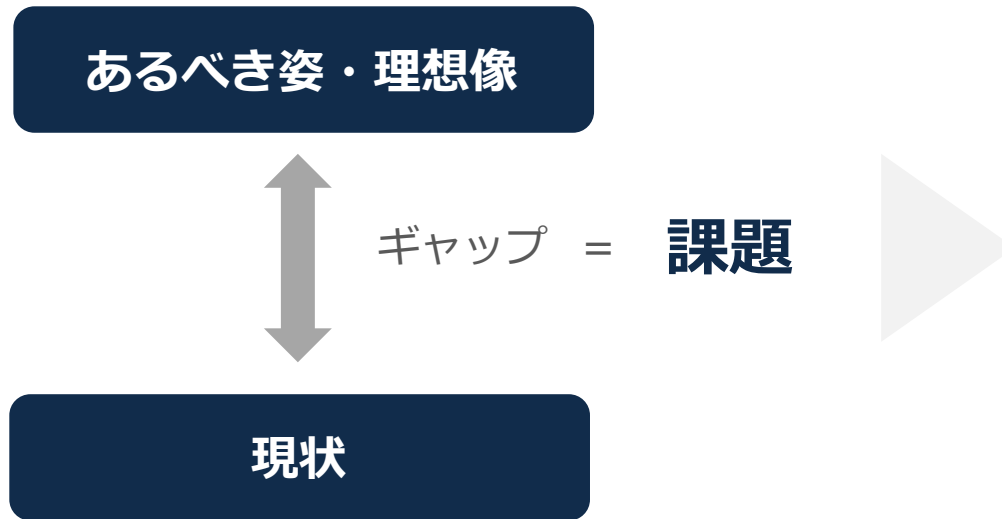 あるべき姿・理想像
ギャップ = 課題
現状